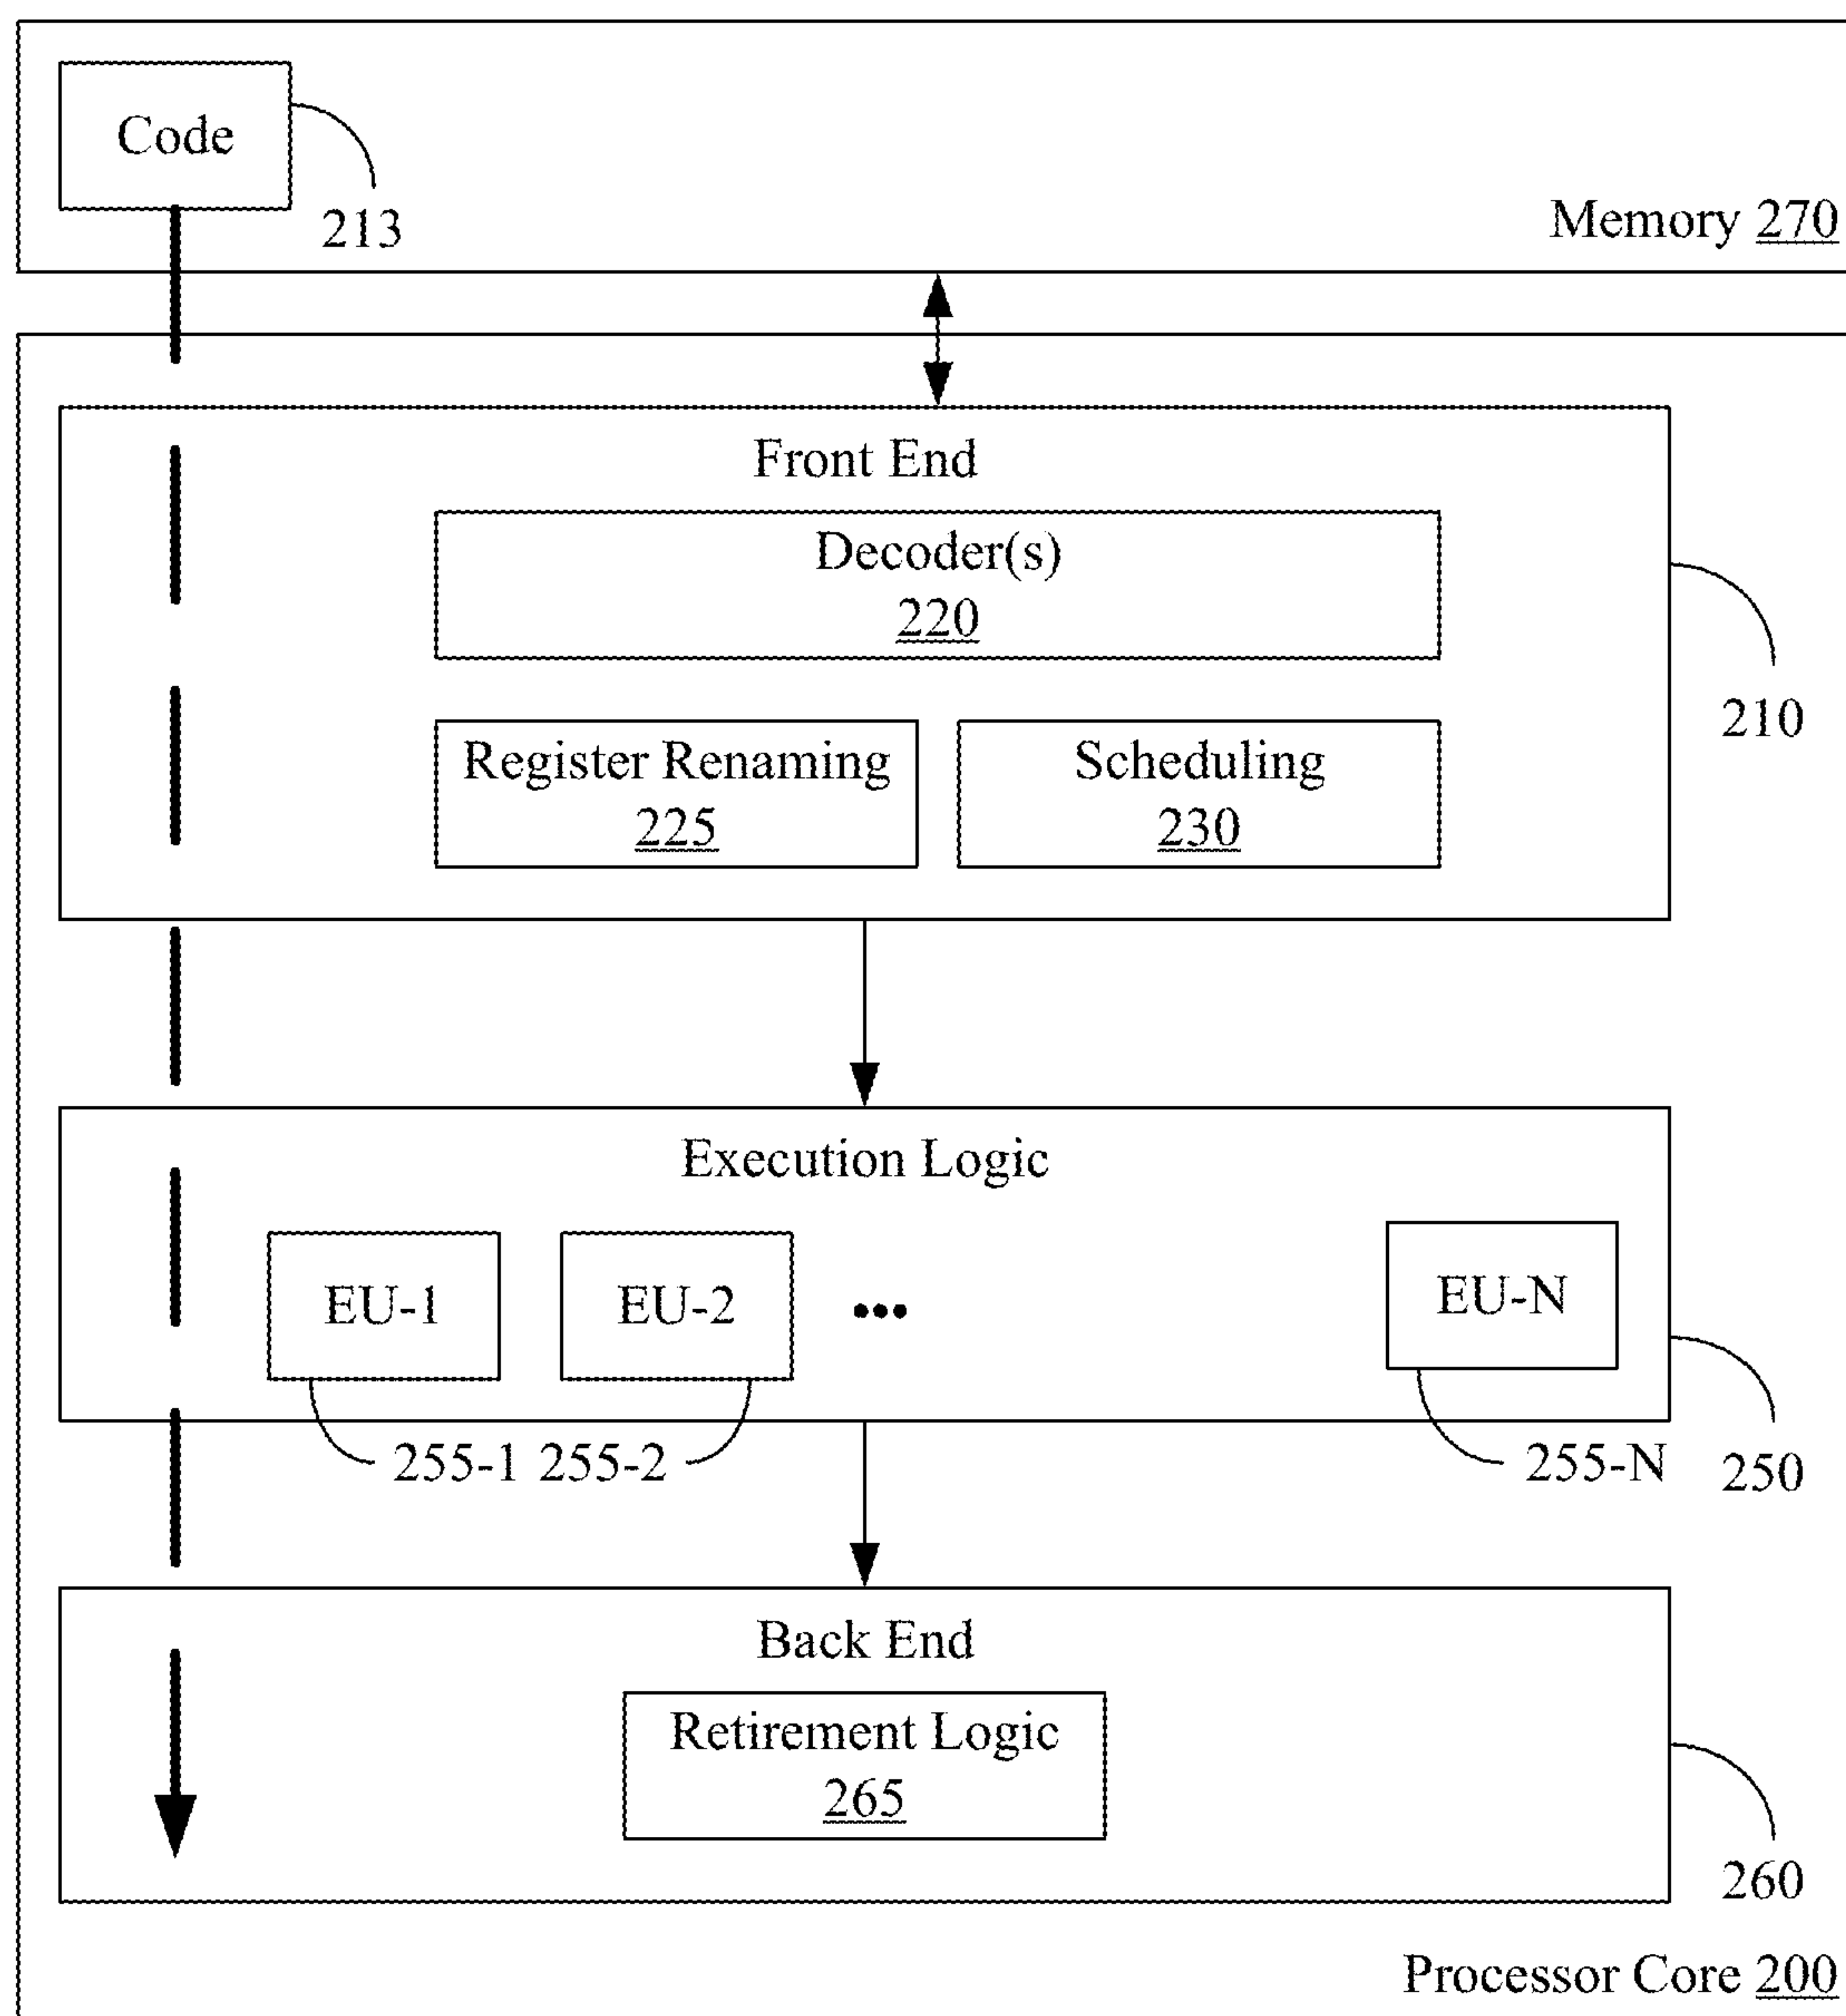 Code
213
Memory 270
Front End
Decoder(s)
220
210
Register Renaming
225
Scheduling
230
Execution Logic
EU-1
EU-2
•••
EU-N
255-1 255-2
255-N
250
Back End
Retirement Logic
265
260
Processor Core 200